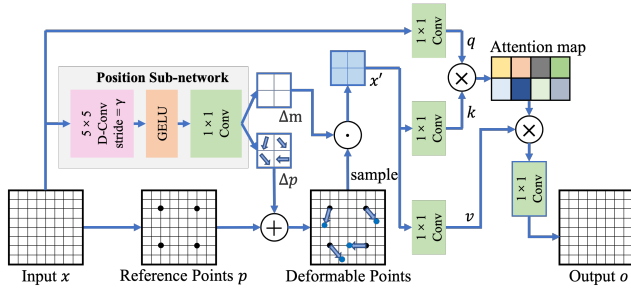 1 × 1
Conv
q
Attention map
Position Sub-network
5 × 5
D-Conv
stride = γ
GELU
1 × 1
Conv
Δm
x′
k
1 × 1
Conv
Δp
sample
v
1 × 1
Conv
1 × 1
Conv
Input x
Reference Points p
Deformable Points
Output o